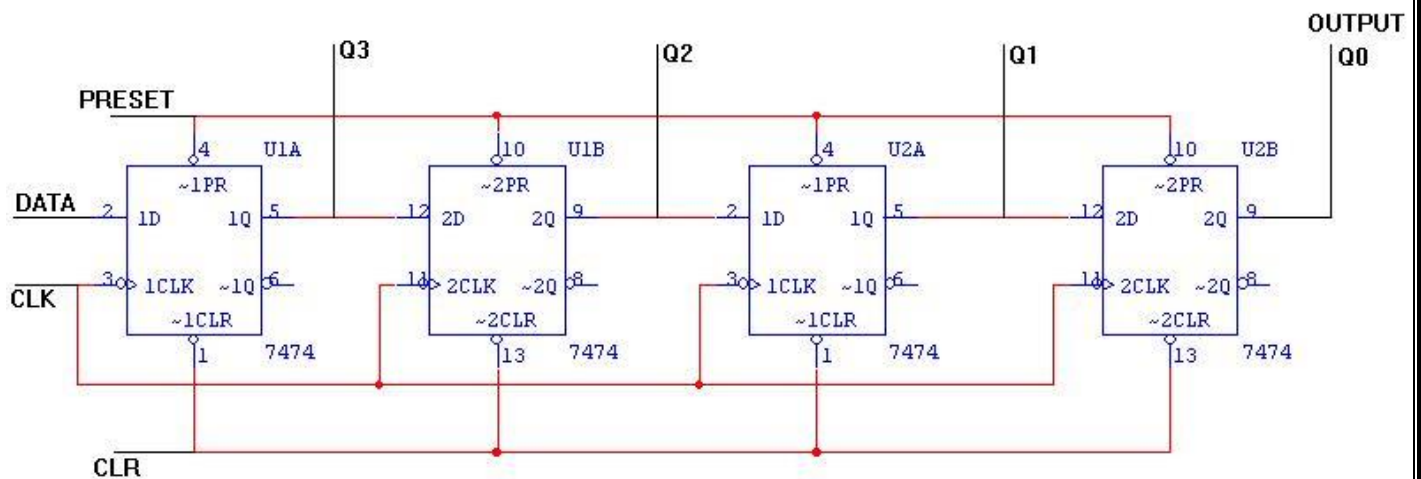 OUTPUT
Q3 Q2 Q1 Q0
PRESET
4 U1A 10 U1B 4 U2A 10 U2B
~1PR ~2PR ~1PR ~2PR
DATA 2 1D 1Q 5 12 2D 2Q 9 2 1D 1Q 5 12 2D 2Q 9
3 1CLK ~1Q 6 11 2CLK ~2Q 8 3 1CLK ~1Q 6 11 2CLK ~2Q 8
CLK
~1CLR ~2CLR ~1CLR ~2CLR
1 7474 13 7474 1 7474 13 7474
CLR